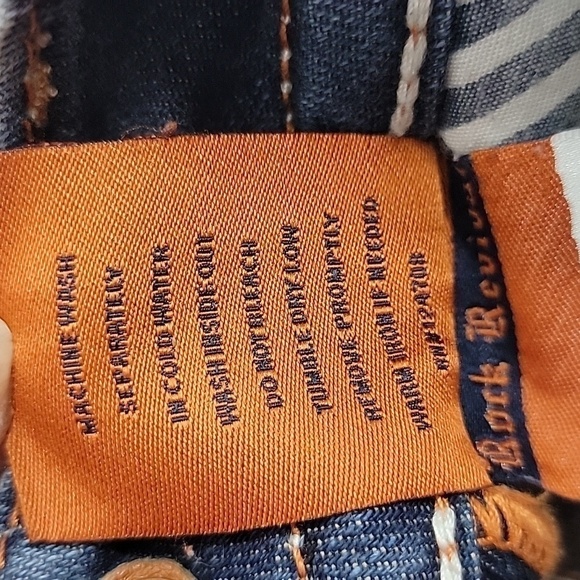 MACHINE WASH
SEPARATELY
IN COLD WATER
WASH INSIDE OUT
DO NOT BLEACH
TUMBLE DRY LOW
REMOVE PROMPTLY
WARM IRON IF NEEDED
Rock Revival
Rock